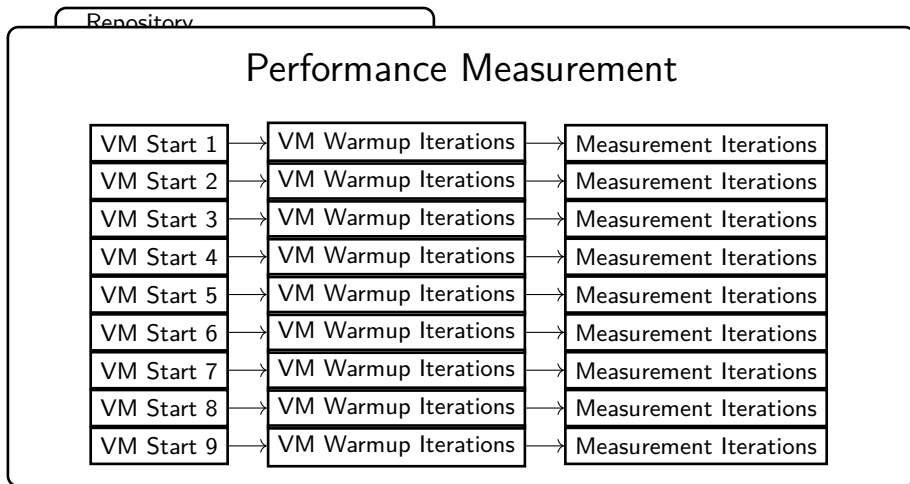 Repository
Performance Measurement
VM Start 1 VM Warmup Iterations Measurement Iterations
VM Start 2 VM Warmup Iterations Measurement Iterations
VM Start 3 VM Warmup Iterations Measurement Iterations
VM Start 4 VM Warmup Iterations Measurement Iterations
VM Start 5 VM Warmup Iterations Measurement Iterations
VM Start 6 VM Warmup Iterations Measurement Iterations
VM Start 7 VM Warmup Iterations Measurement Iterations
VM Start 8 VM Warmup Iterations Measurement Iterations
VM Start 9 VM Warmup Iterations Measurement Iterations